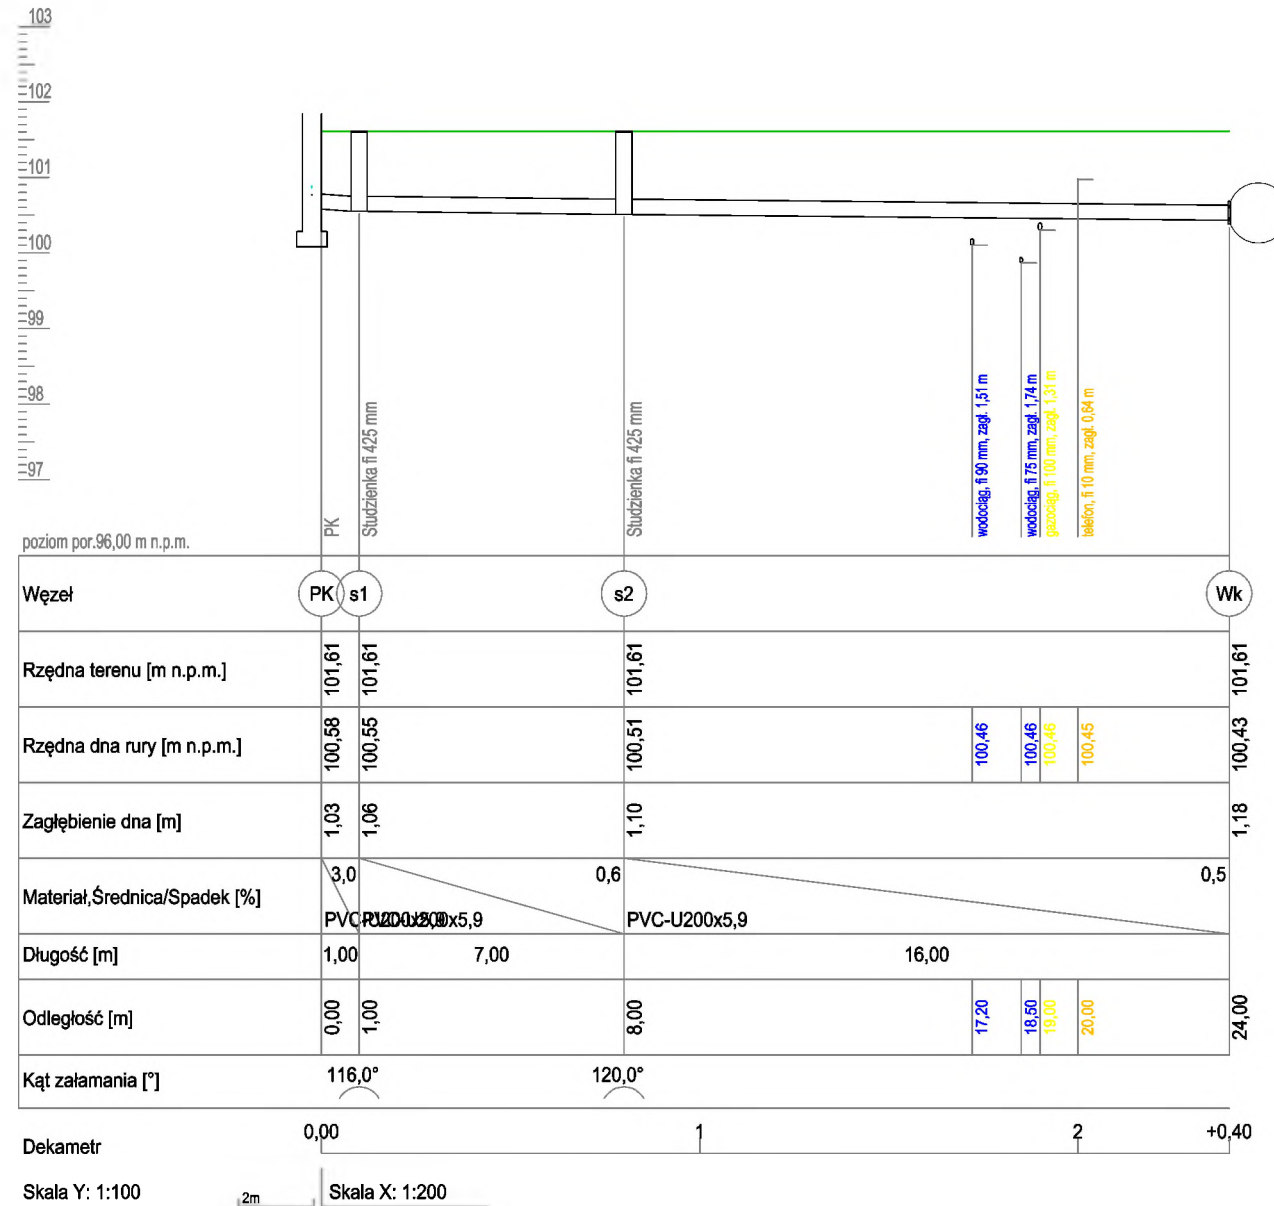 103
102
101
100
99
98
97
poziom por.96,00 m n.p.m.
PK
Studzienka fi 425 mm
Studzienka fi 425 mm
wodociąg, fi 90 mm, zagł. 1,51 m
wodociąg, fi 75 mm, zagł. 1,74 m
gazociąg, fi 100 mm, zagł. 1,31 m
telefon, fi 10 mm, zagł. 0,64 m
Węzeł PK s1 s2 Wk
Rzędna terenu [m n.p.m.] 101,61 101,61 101,61 101,61
Rzędna dna rury [m n.p.m.] 100,58 100,55 100,51 100,46 100,46 100,46 100,45 100,43
Zagłębienie dna [m] 1,03 1,06 1,10 1,18
Materiał,Średnica/Spadek [%] 3,0 0,6 0,5
PVC-U200x5,9 PVC-U200x5,9 PVC-U200x5,9
Długość [m] 1,00 7,00 16,00
Odległość [m] 0,00 1,00 8,00 17,20 18,50 19,00 20,00 24,00
Kąt załamania [°] 116,0° 120,0°
Dekametr 0,00 1 2 +0,40
Skala Y: 1:100 2m Skala X: 1:200